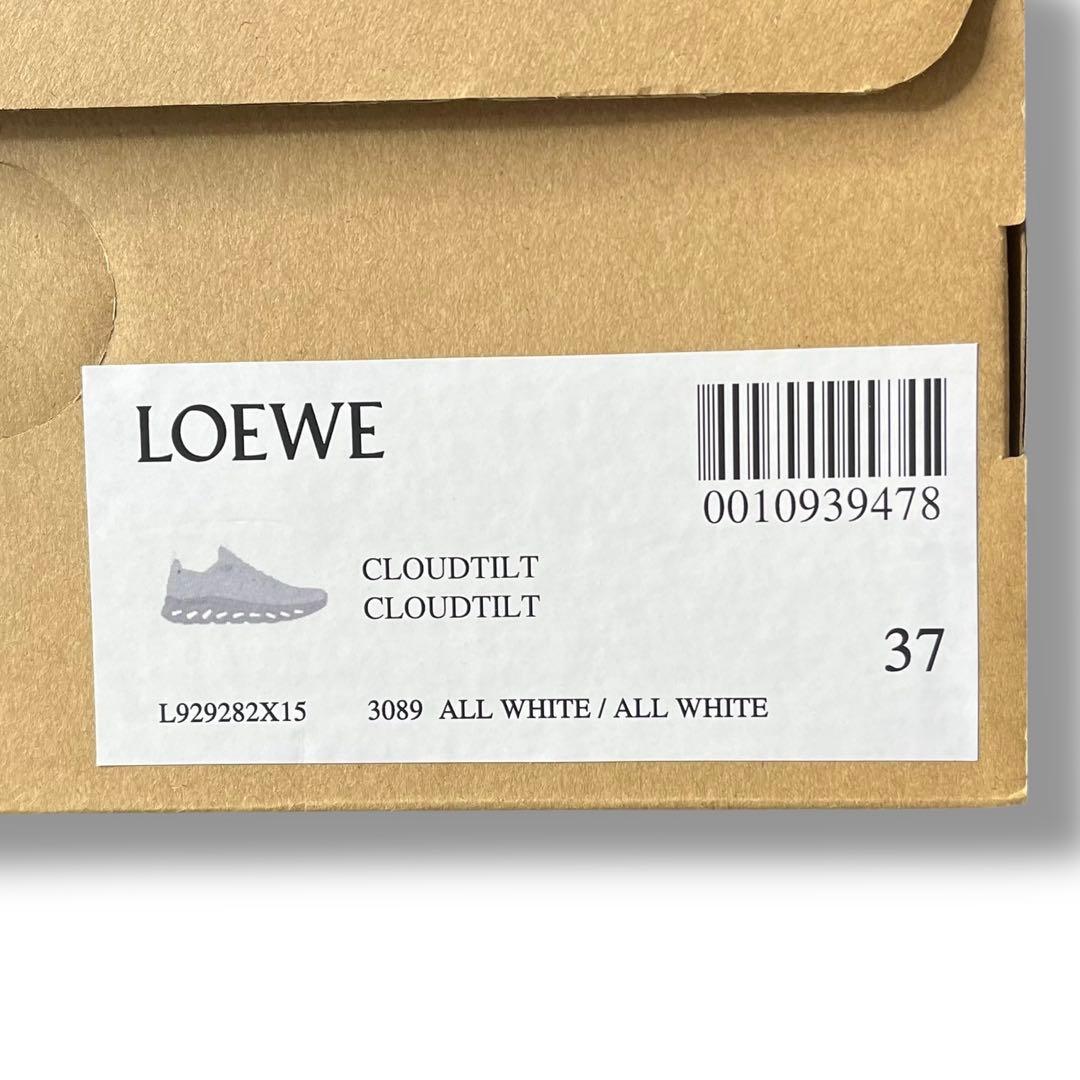 LOEWE
0010939478
CLOUDTILT
CLOUDTILT
37
L929282X15 3089 ALL WHITE / ALL WHITE